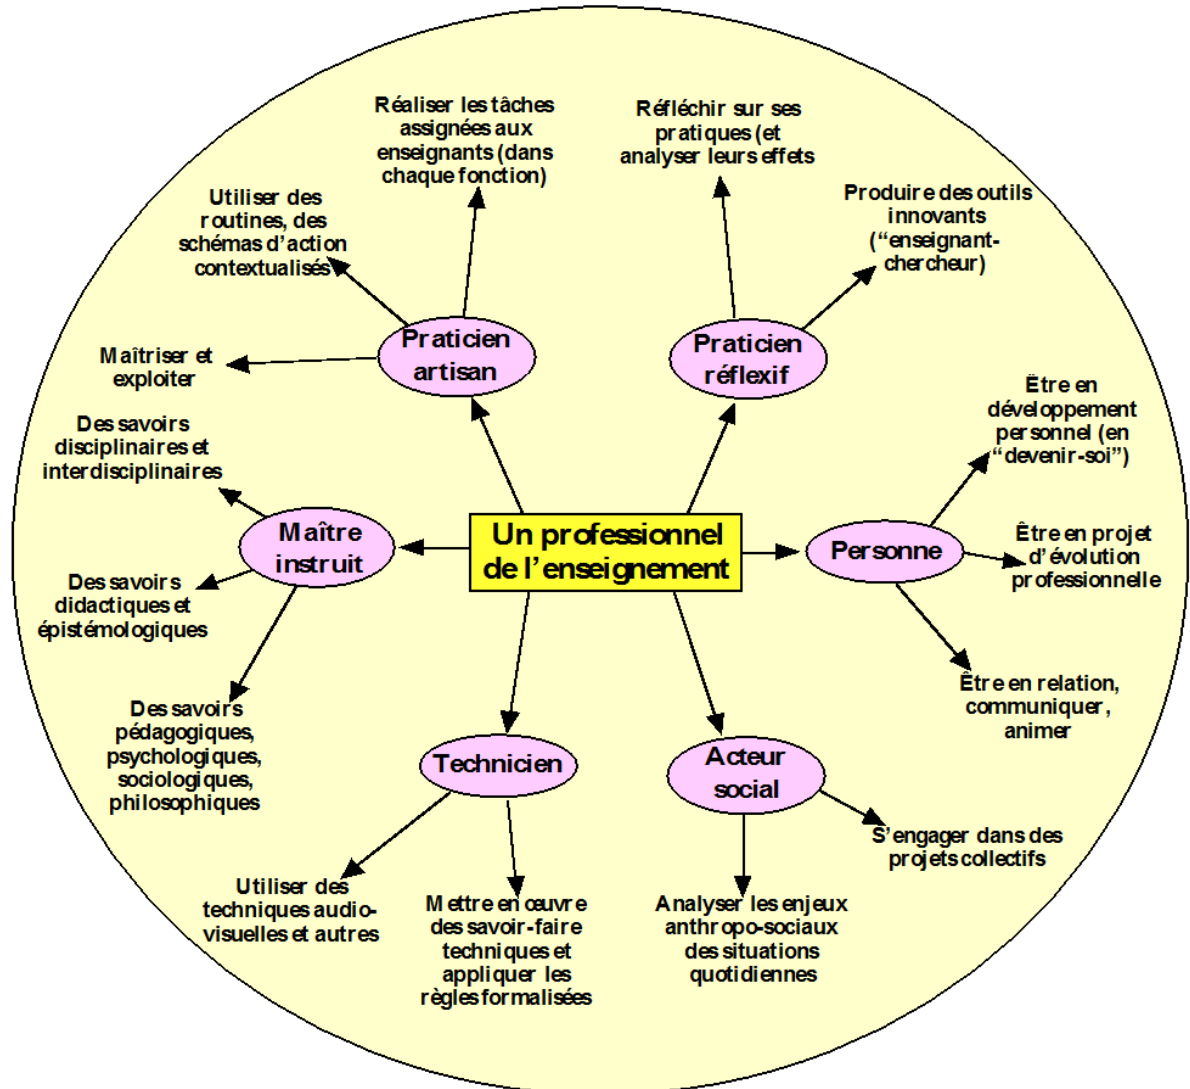 Réaliser les tâches
assignées aux
enseignants (dans
chaque fonction)
Réfléchir sur ses
pratiques (et
analyser leurs effets
Utiliser des
routines, des
schémas d'action
contextualisés
Produire des outils
innovants
("enseignant-
chercheur)
Praticien
artisan
Praticien
réflexif
Maîtriser et
exploiter
Être en
développement
personnel (en
"devenir-soi")
Des savoirs
disciplinaires et
interdisciplinaires
Maître
instruit
Un professionnel
de l'enseignement
Personne
Être en projet
d'évolution
professionnelle
Des savoirs
didactiques et
épistémologiques
Être en relation,
communiquer,
animer
Des savoirs
pédagogiques,
psychologiques,
sociologiques,
philosophiques
Technicien
Acteur
social
S'engager dans des
projets collectifs
Utiliser des
techniques audio-
visuelles et autres
Mettre en œuvre
des savoir-faire
techniques et
appliquer les
règles formalisées
Analyser les enjeux
anthropo-sociaux
des situations
quotidiennes